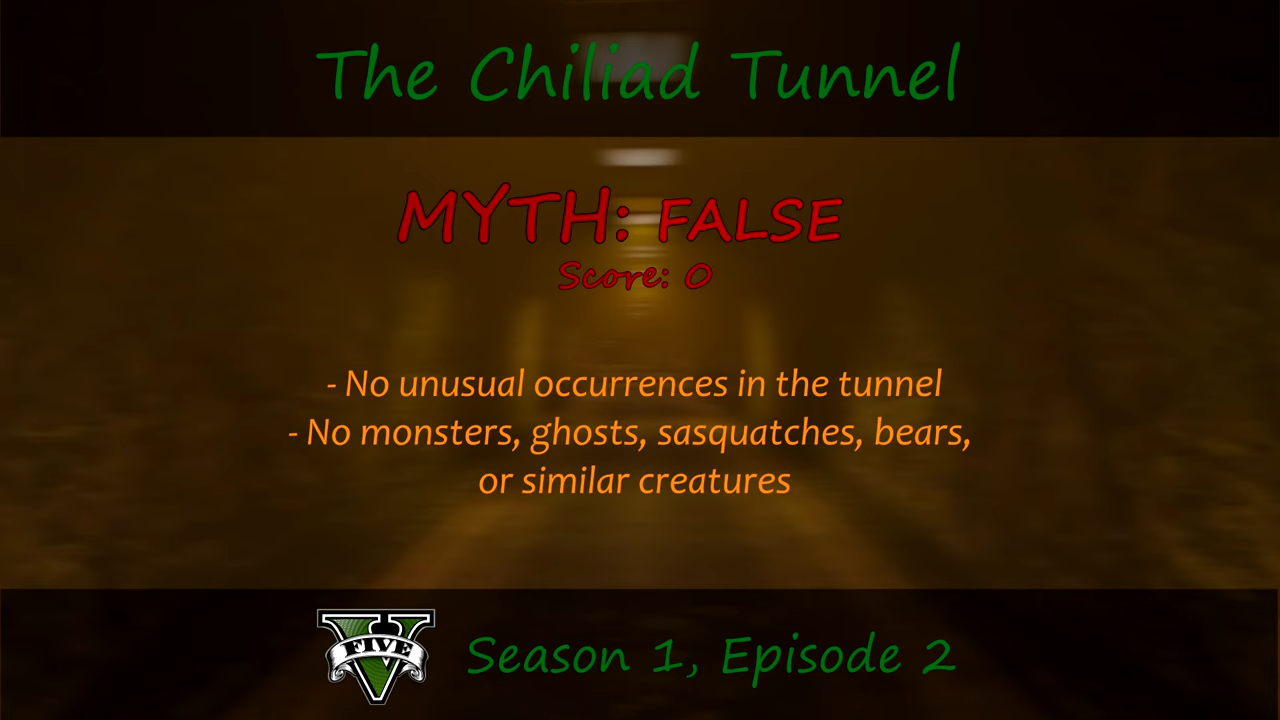 The Chiliad Tunnel
MYTH: FALSE
Score: 0
- No unusual occurrences in the tunnel
- No monsters, ghosts, sasquatches, bears,
or similar creatures
V
FIVE
Season 1, Episode 2